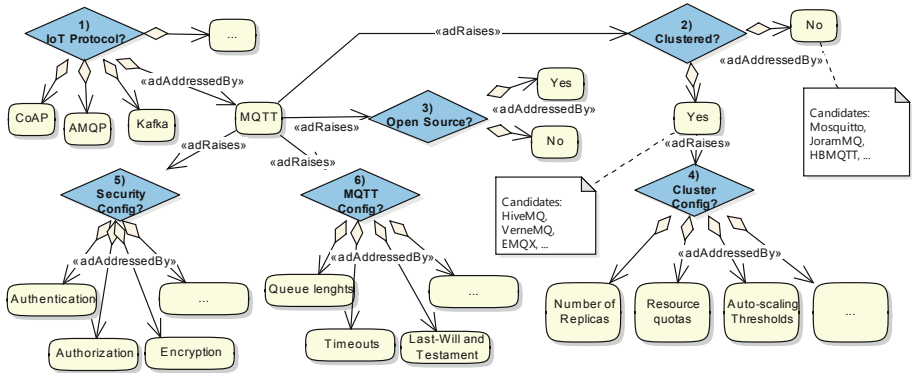 1)
IoT Protocol?
...
«adRaises»
2)
Clustered?
No
«adAddressedBy»
«adAddressedBy»
CoAP
AMQP
Kafka
MQTT
«adRaises»
3)
Open Source?
Yes
«adAddressedBy»
No
Yes
«adRaises»
Candidates:
Mosquitto,
JoramMQ,
HBMQTT, ...
«adRaises»
«adRaises»
5)
Security
Config?
6)
MQTT
Config?
Candidates:
HiveMQ,
VerneMQ,
EMQX, ...
4)
Cluster
Config?
«adAddressedBy»
«adAddressedBy»
«adAddressedBy»
Authentication
...
Authorization
Encryption
Queue lenghts
...
Timeouts
Last-Will and
Testament
Number of
Replicas
Resource
quotas
Auto-scaling
Thresholds
...